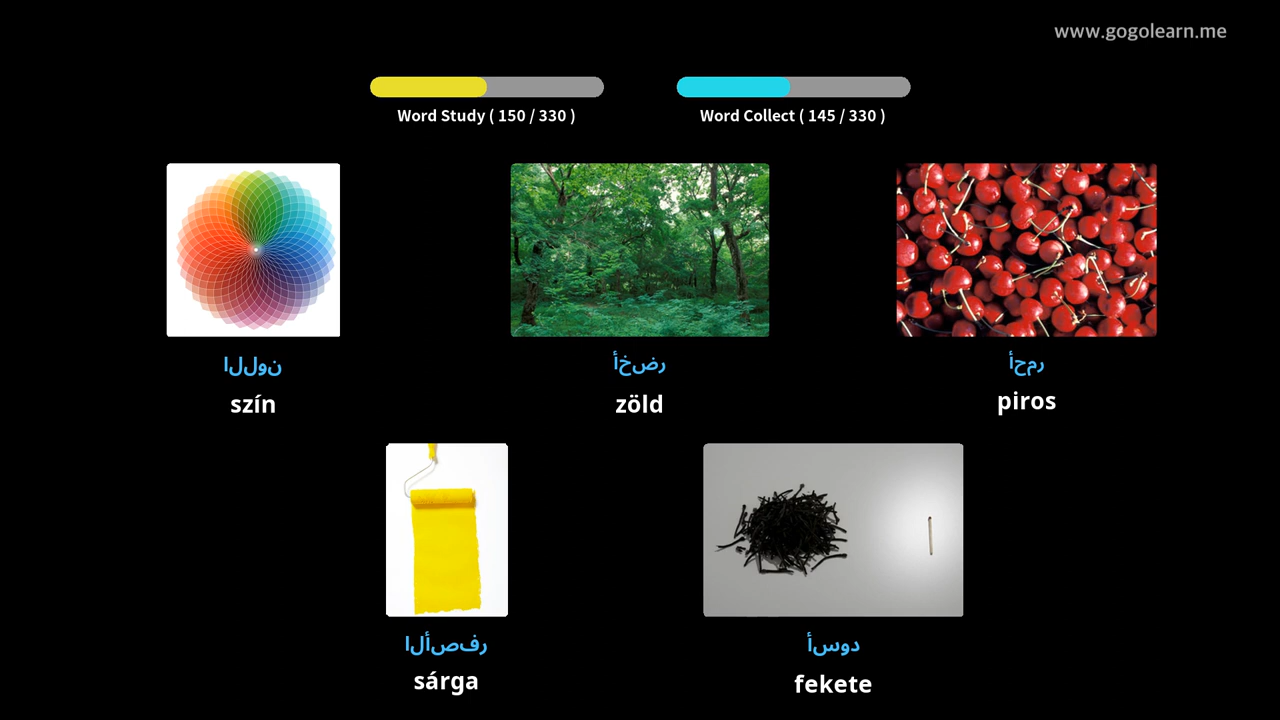 www.gogolearn.me
Word Study ( 150 / 330 )
Word Collect ( 145 / 330 )
اللون
szín
أخضر
zöld
أحمر
piros
الأصفر
sárga
أسود
fekete